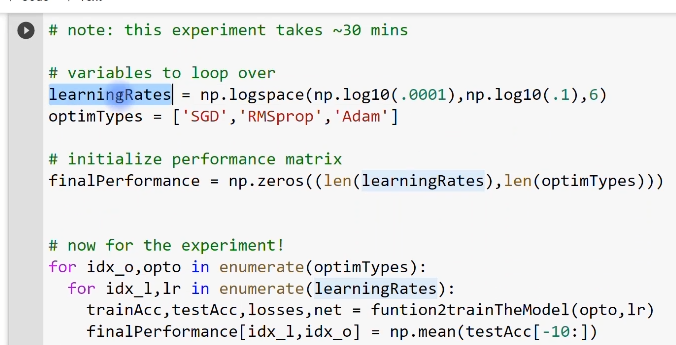 # note: this experiment takes ~30 mins
# variables to loop over
learningRates = np.logspace(np.log10(.0001),np.log10(.1),6)
optimTypes = ['SGD','RMSprop','Adam']
# initialize performance matrix
finalPerformance = np.zeros((len(learningRates),len(optimTypes)))
# now for the experiment!
for idx_o,opto in enumerate(optimTypes):
for idx_l,lr in enumerate(learningRates):
trainAcc,testAcc,losses,net = funtion2trainTheModel(opto,lr)
finalPerformance[idx_l,idx_o] = np.mean(testAcc[-10:])